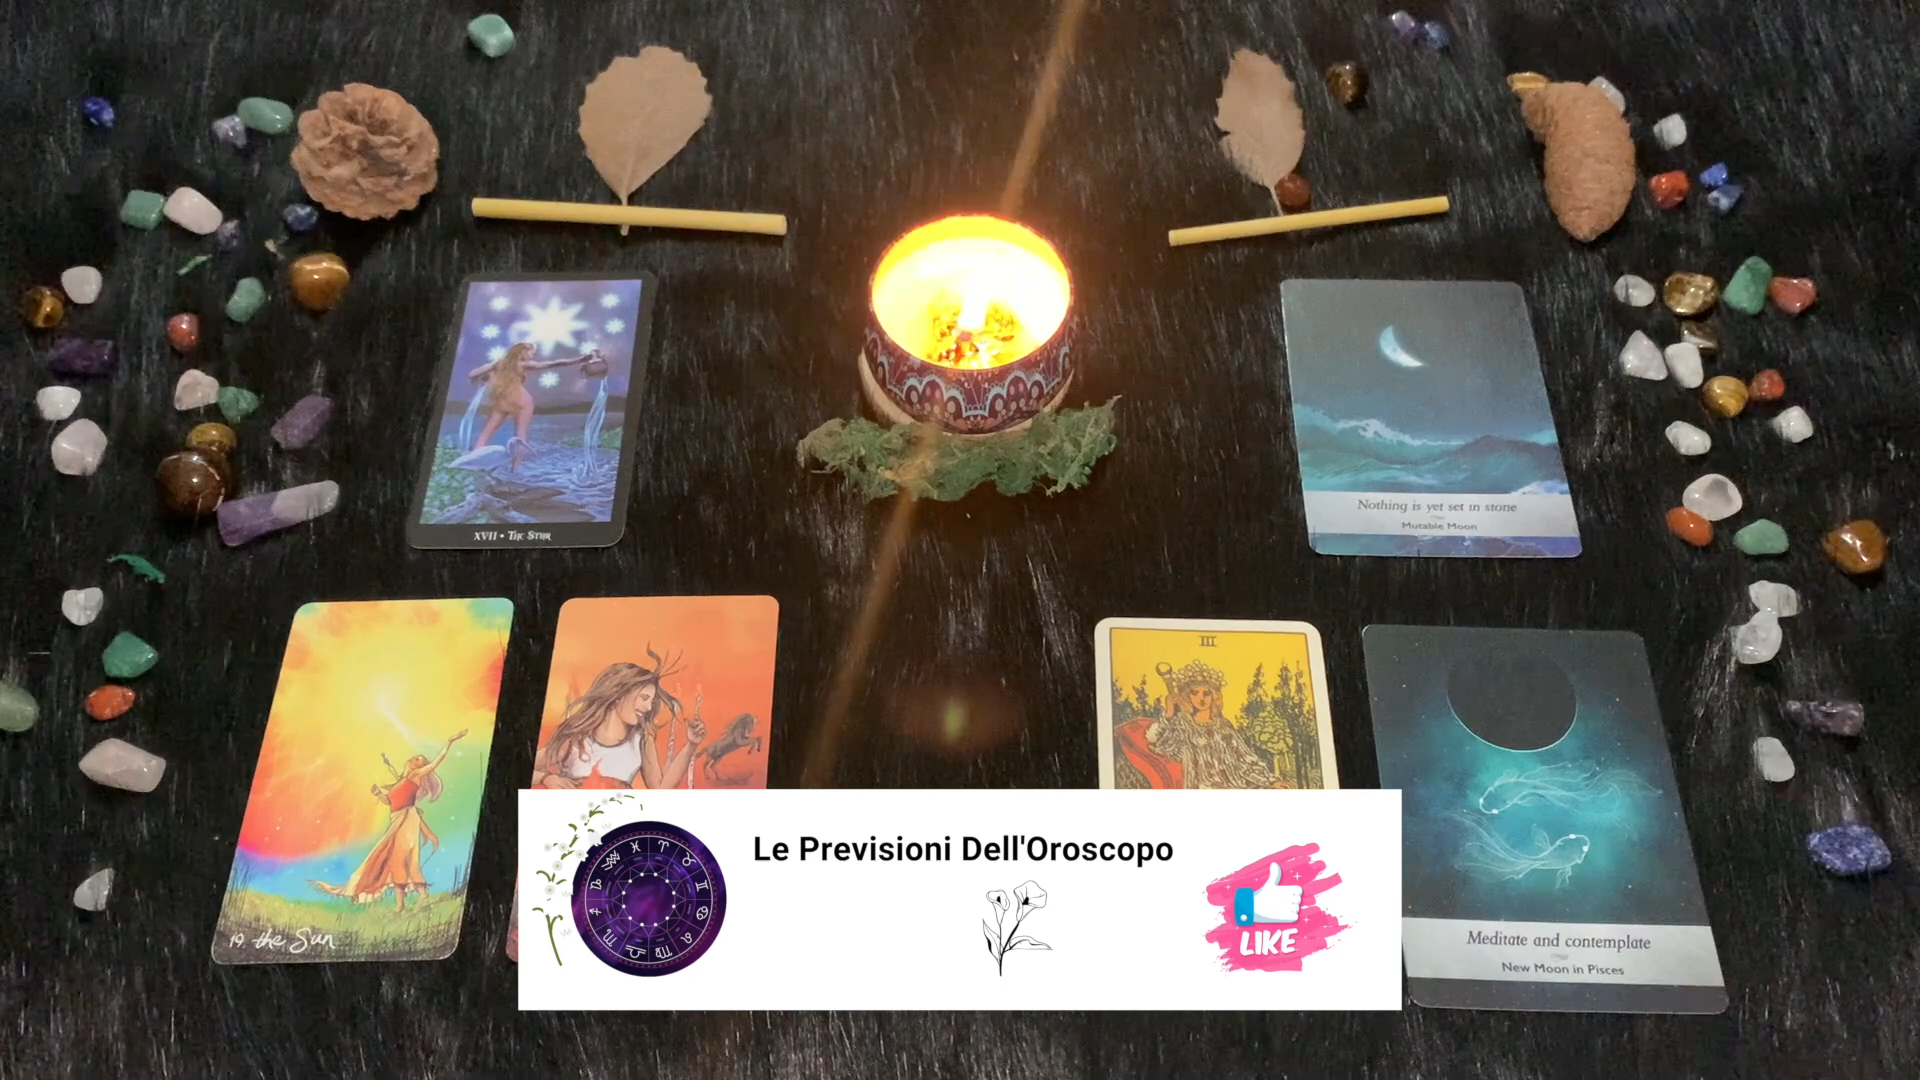 XVII • The Star
Nothing is yet set in stone
Mutable Moon
III
19 the Sun
Le Previsioni Dell'Oroscopo
LIKE
Meditate and contemplate
New Moon in Pisces